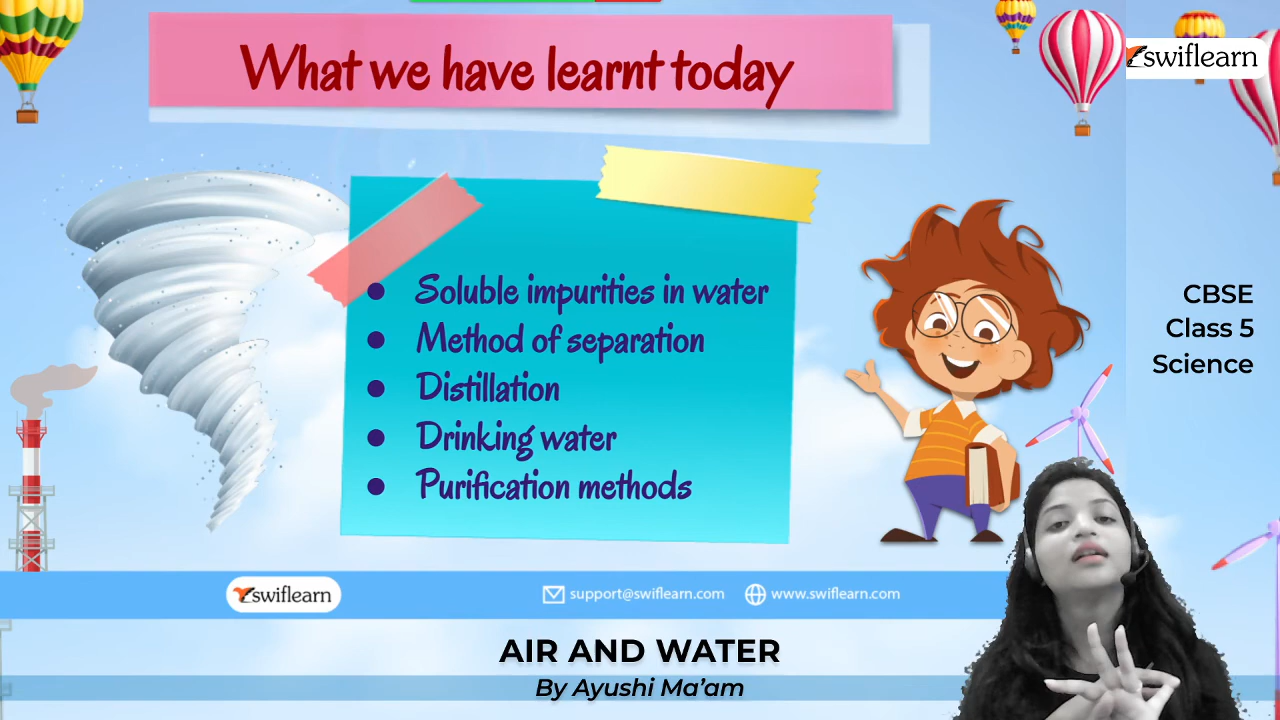 What we have learnt today
swiflearn
Soluble impurities in water
Method of separation
Distillation
Drinking water
Purification methods
CBSE
Class 5
Science
swiflearn
support@swiflearn.com
www.swiflearn.com
AIR AND WATER
By Ayushi Ma'am